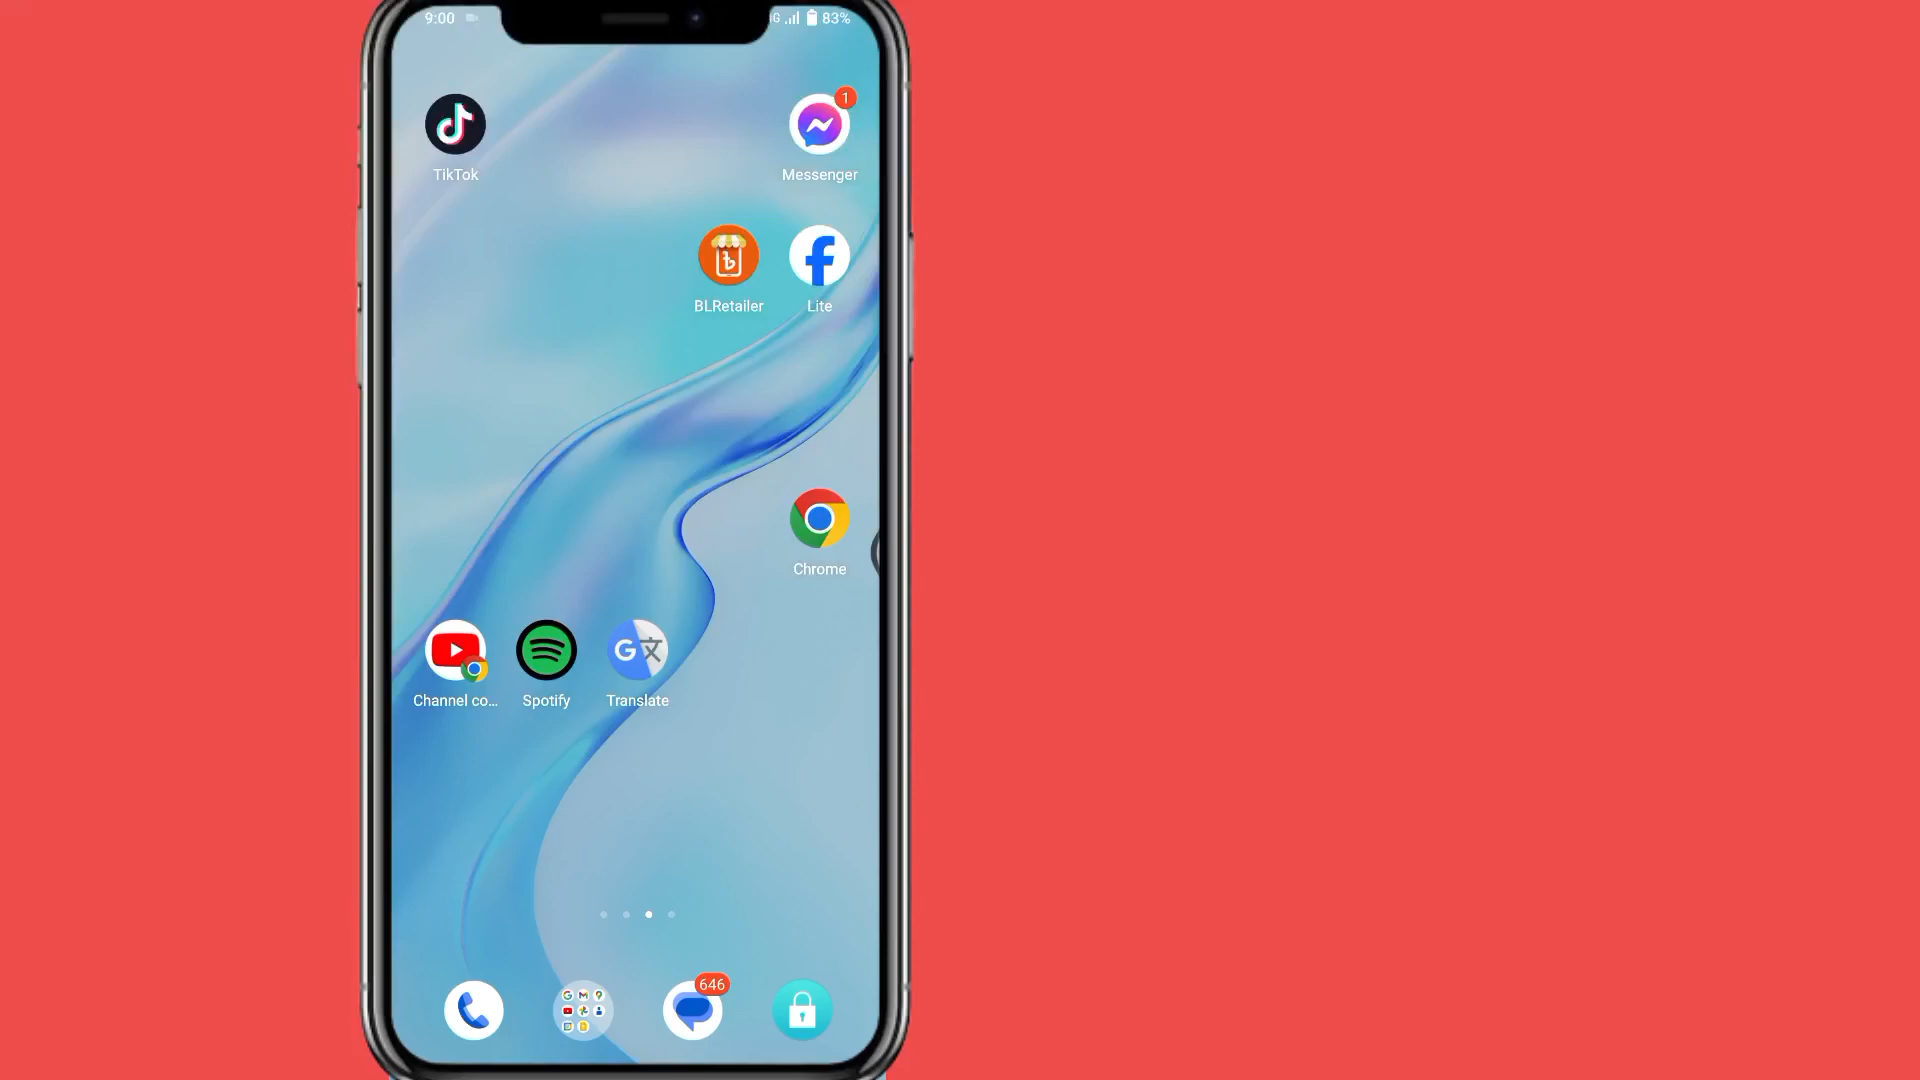 9:00
G 83%
TikTok
1
Messenger
BLRetailer
Lite
Chrome
Channel co...
Spotify
Translate
646